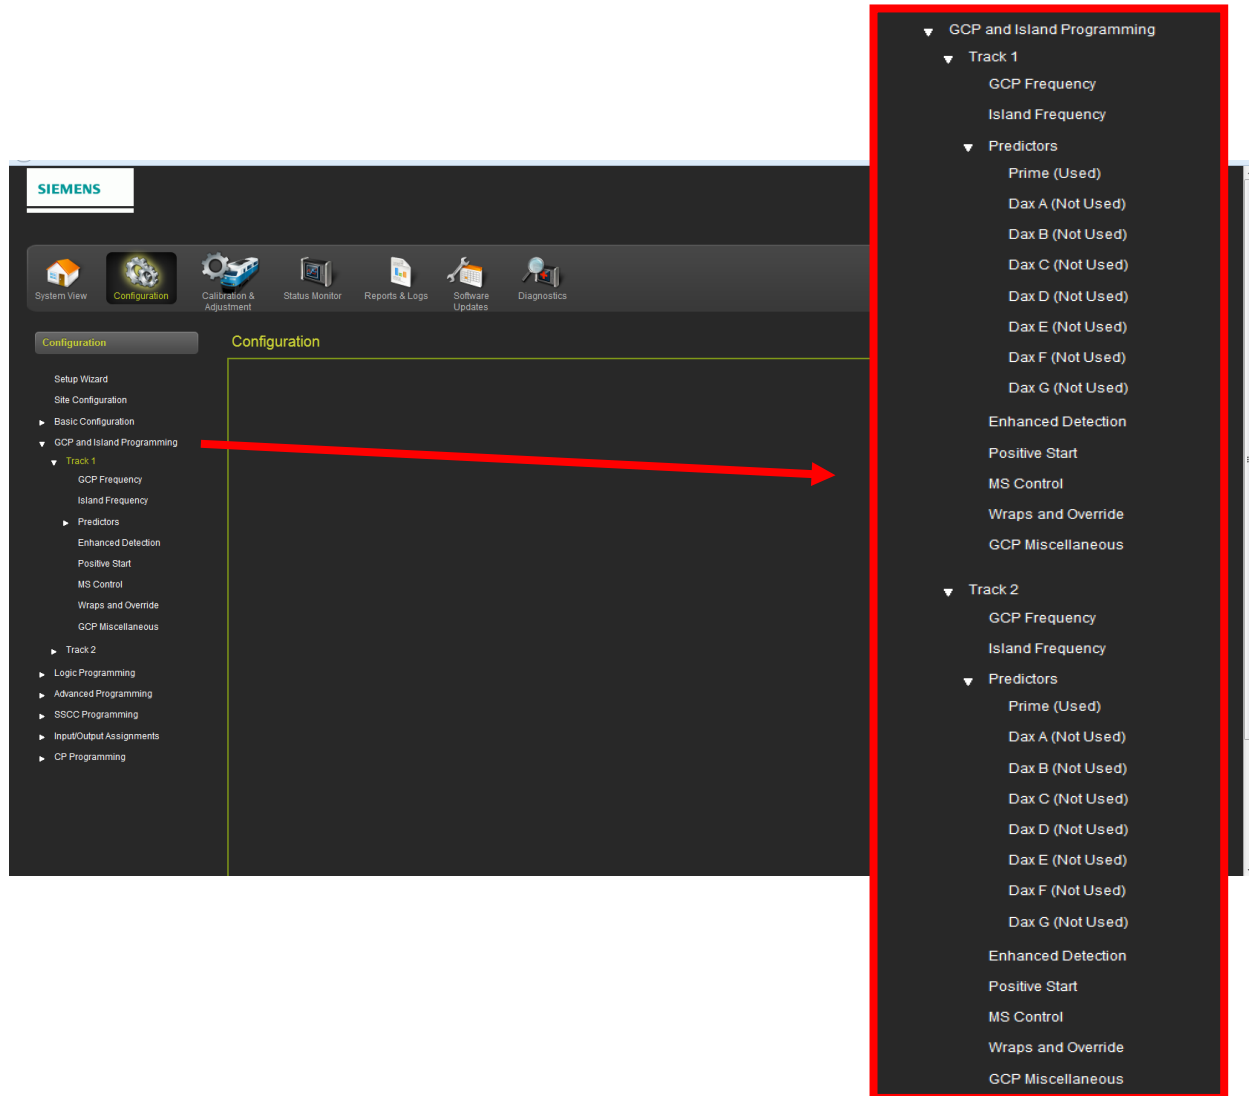 SIEMENS
System View
Configuration
Calibration &
Adjustment
Status Monitor
Reports & Logs
Software
Updates
Diagnostics
Configuration
Setup Wizard
Site Configuration
Basic Configuration
GCP and Island Programming
Track 1
GCP Frequency
Island Frequency
Predictors
Enhanced Detection
Positive Start
MS Control
Wraps and Override
GCP Miscellaneous
Track 2
Logic Programming
Advanced Programming
SSCC Programming
Input/Output Assignments
CP Programming
Configuration
GCP and Island Programming
Track 1
GCP Frequency
Island Frequency
Predictors
Prime (Used)
Dax A (Not Used)
Dax B (Not Used)
Dax C (Not Used)
Dax D (Not Used)
Dax E (Not Used)
Dax F (Not Used)
Dax G (Not Used)
Enhanced Detection
Positive Start
MS Control
Wraps and Override
GCP Miscellaneous
Track 2
GCP Frequency
Island Frequency
Predictors
Prime (Used)
Dax A (Not Used)
Dax B (Not Used)
Dax C (Not Used)
Dax D (Not Used)
Dax E (Not Used)
Dax F (Not Used)
Dax G (Not Used)
Enhanced Detection
Positive Start
MS Control
Wraps and Override
GCP Miscellaneous